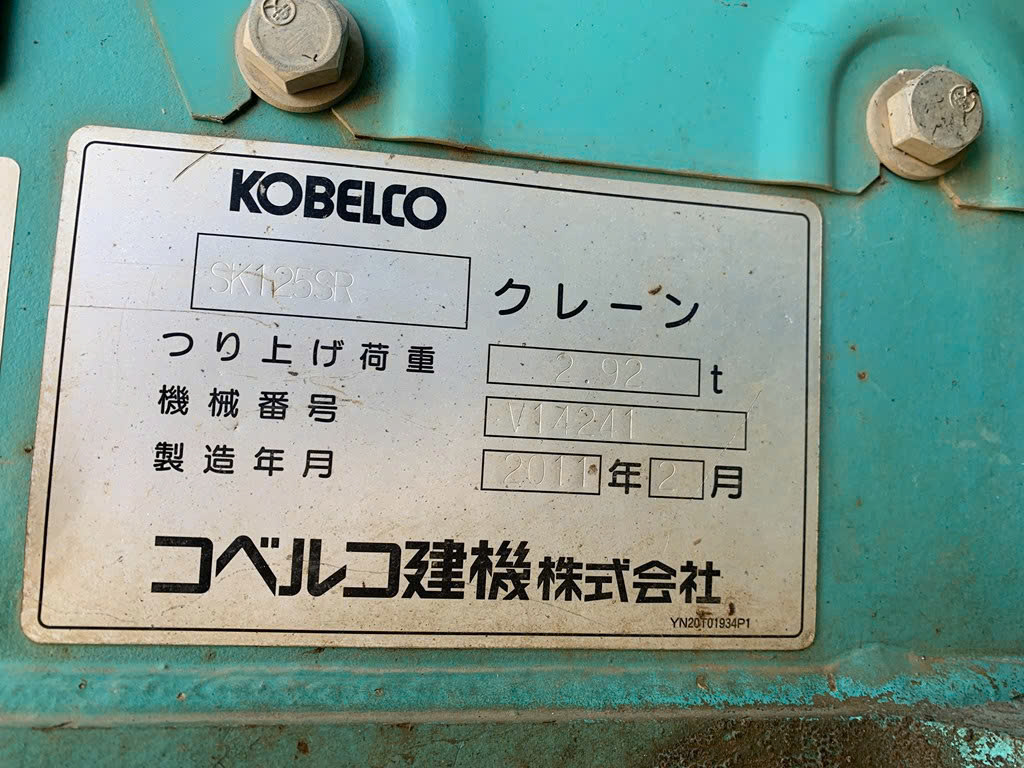 KOBELCO
SK125SR クレーン
つり上げ荷重 2.92 t
機械番号 V14241
製造年月 2011 年 2 月
コベルコ建機株式会社
YN20T01934P1